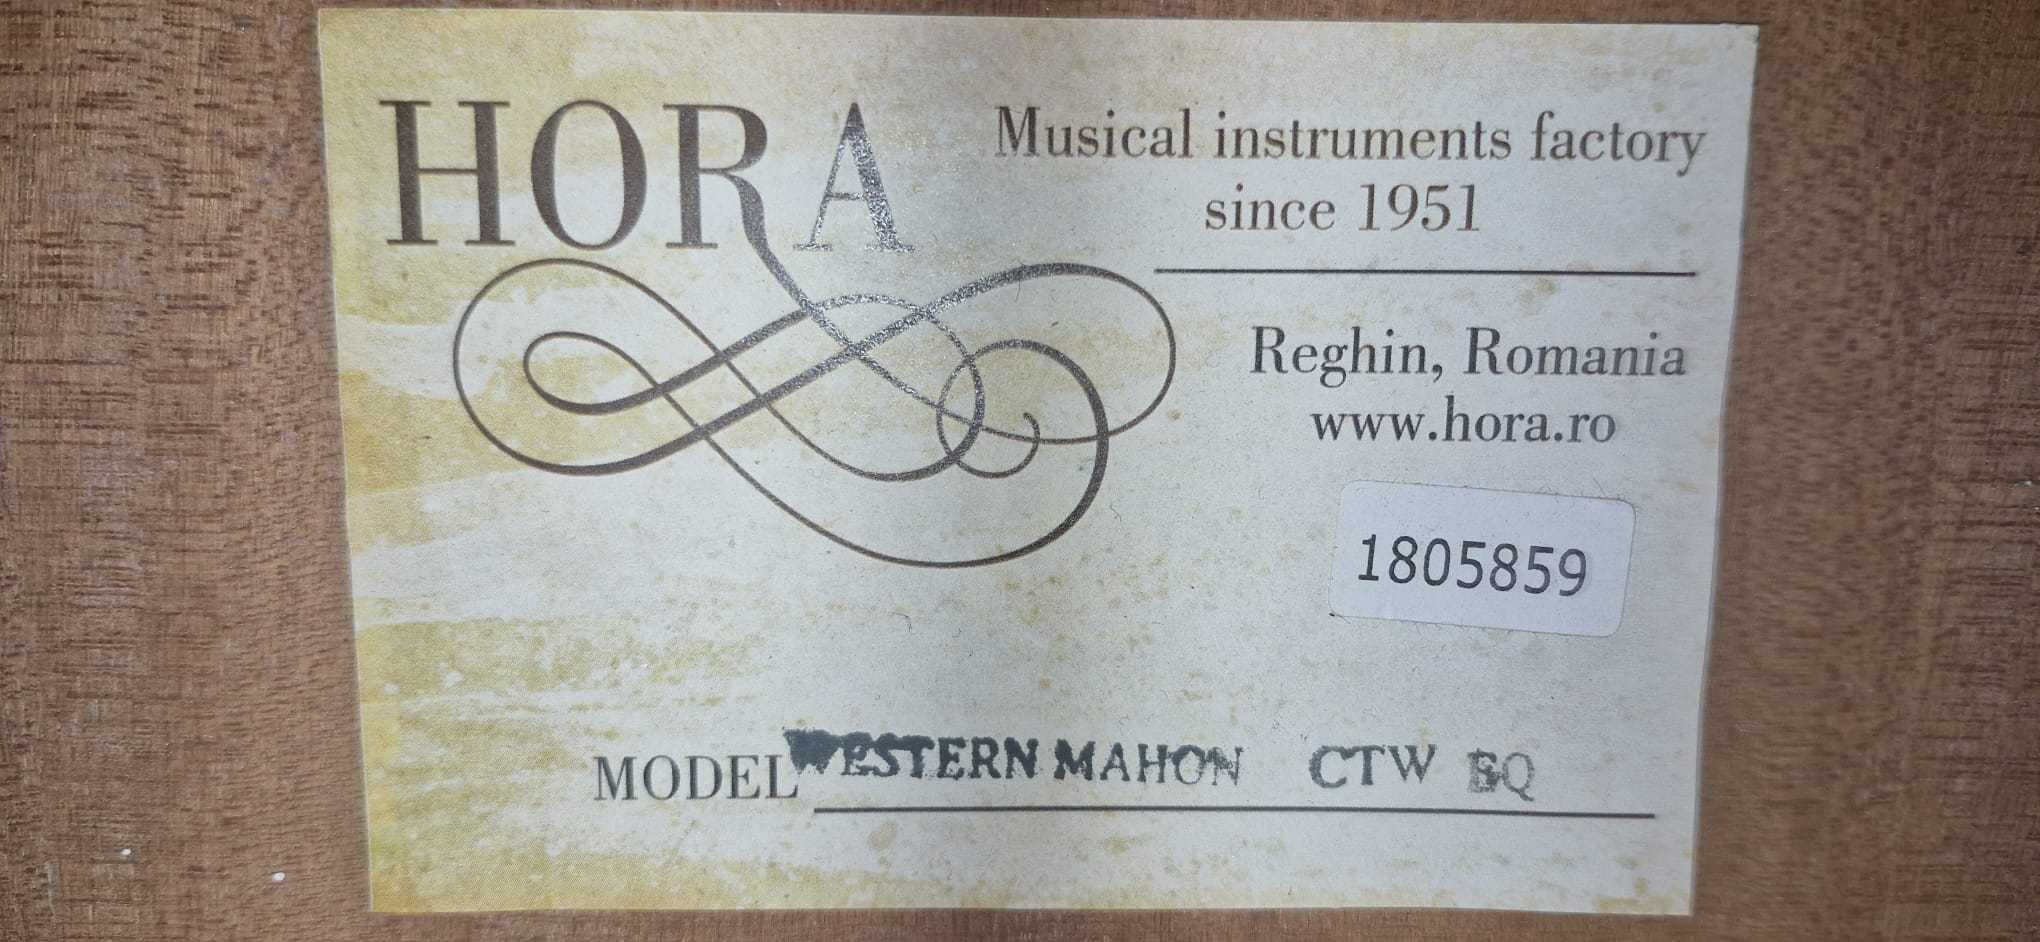 HORA
Musical instruments factory
since 1951
Reghin, Romania
www.hora.ro
1805859
MODEL WESTERN MAHON CTW EQ